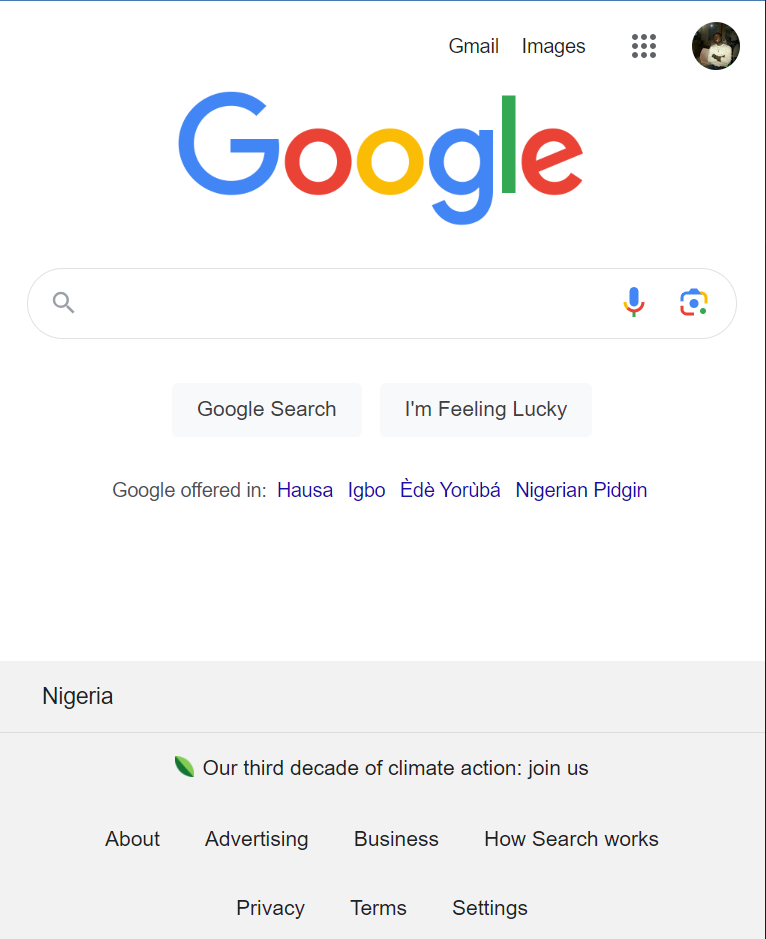 Gmail Images
Google
Google Search I'm Feeling Lucky
Google offered in: Hausa Igbo Èdè Yorùbá Nigerian Pidgin
Nigeria
Our third decade of climate action: join us
About Advertising Business How Search works
Privacy Terms Settings